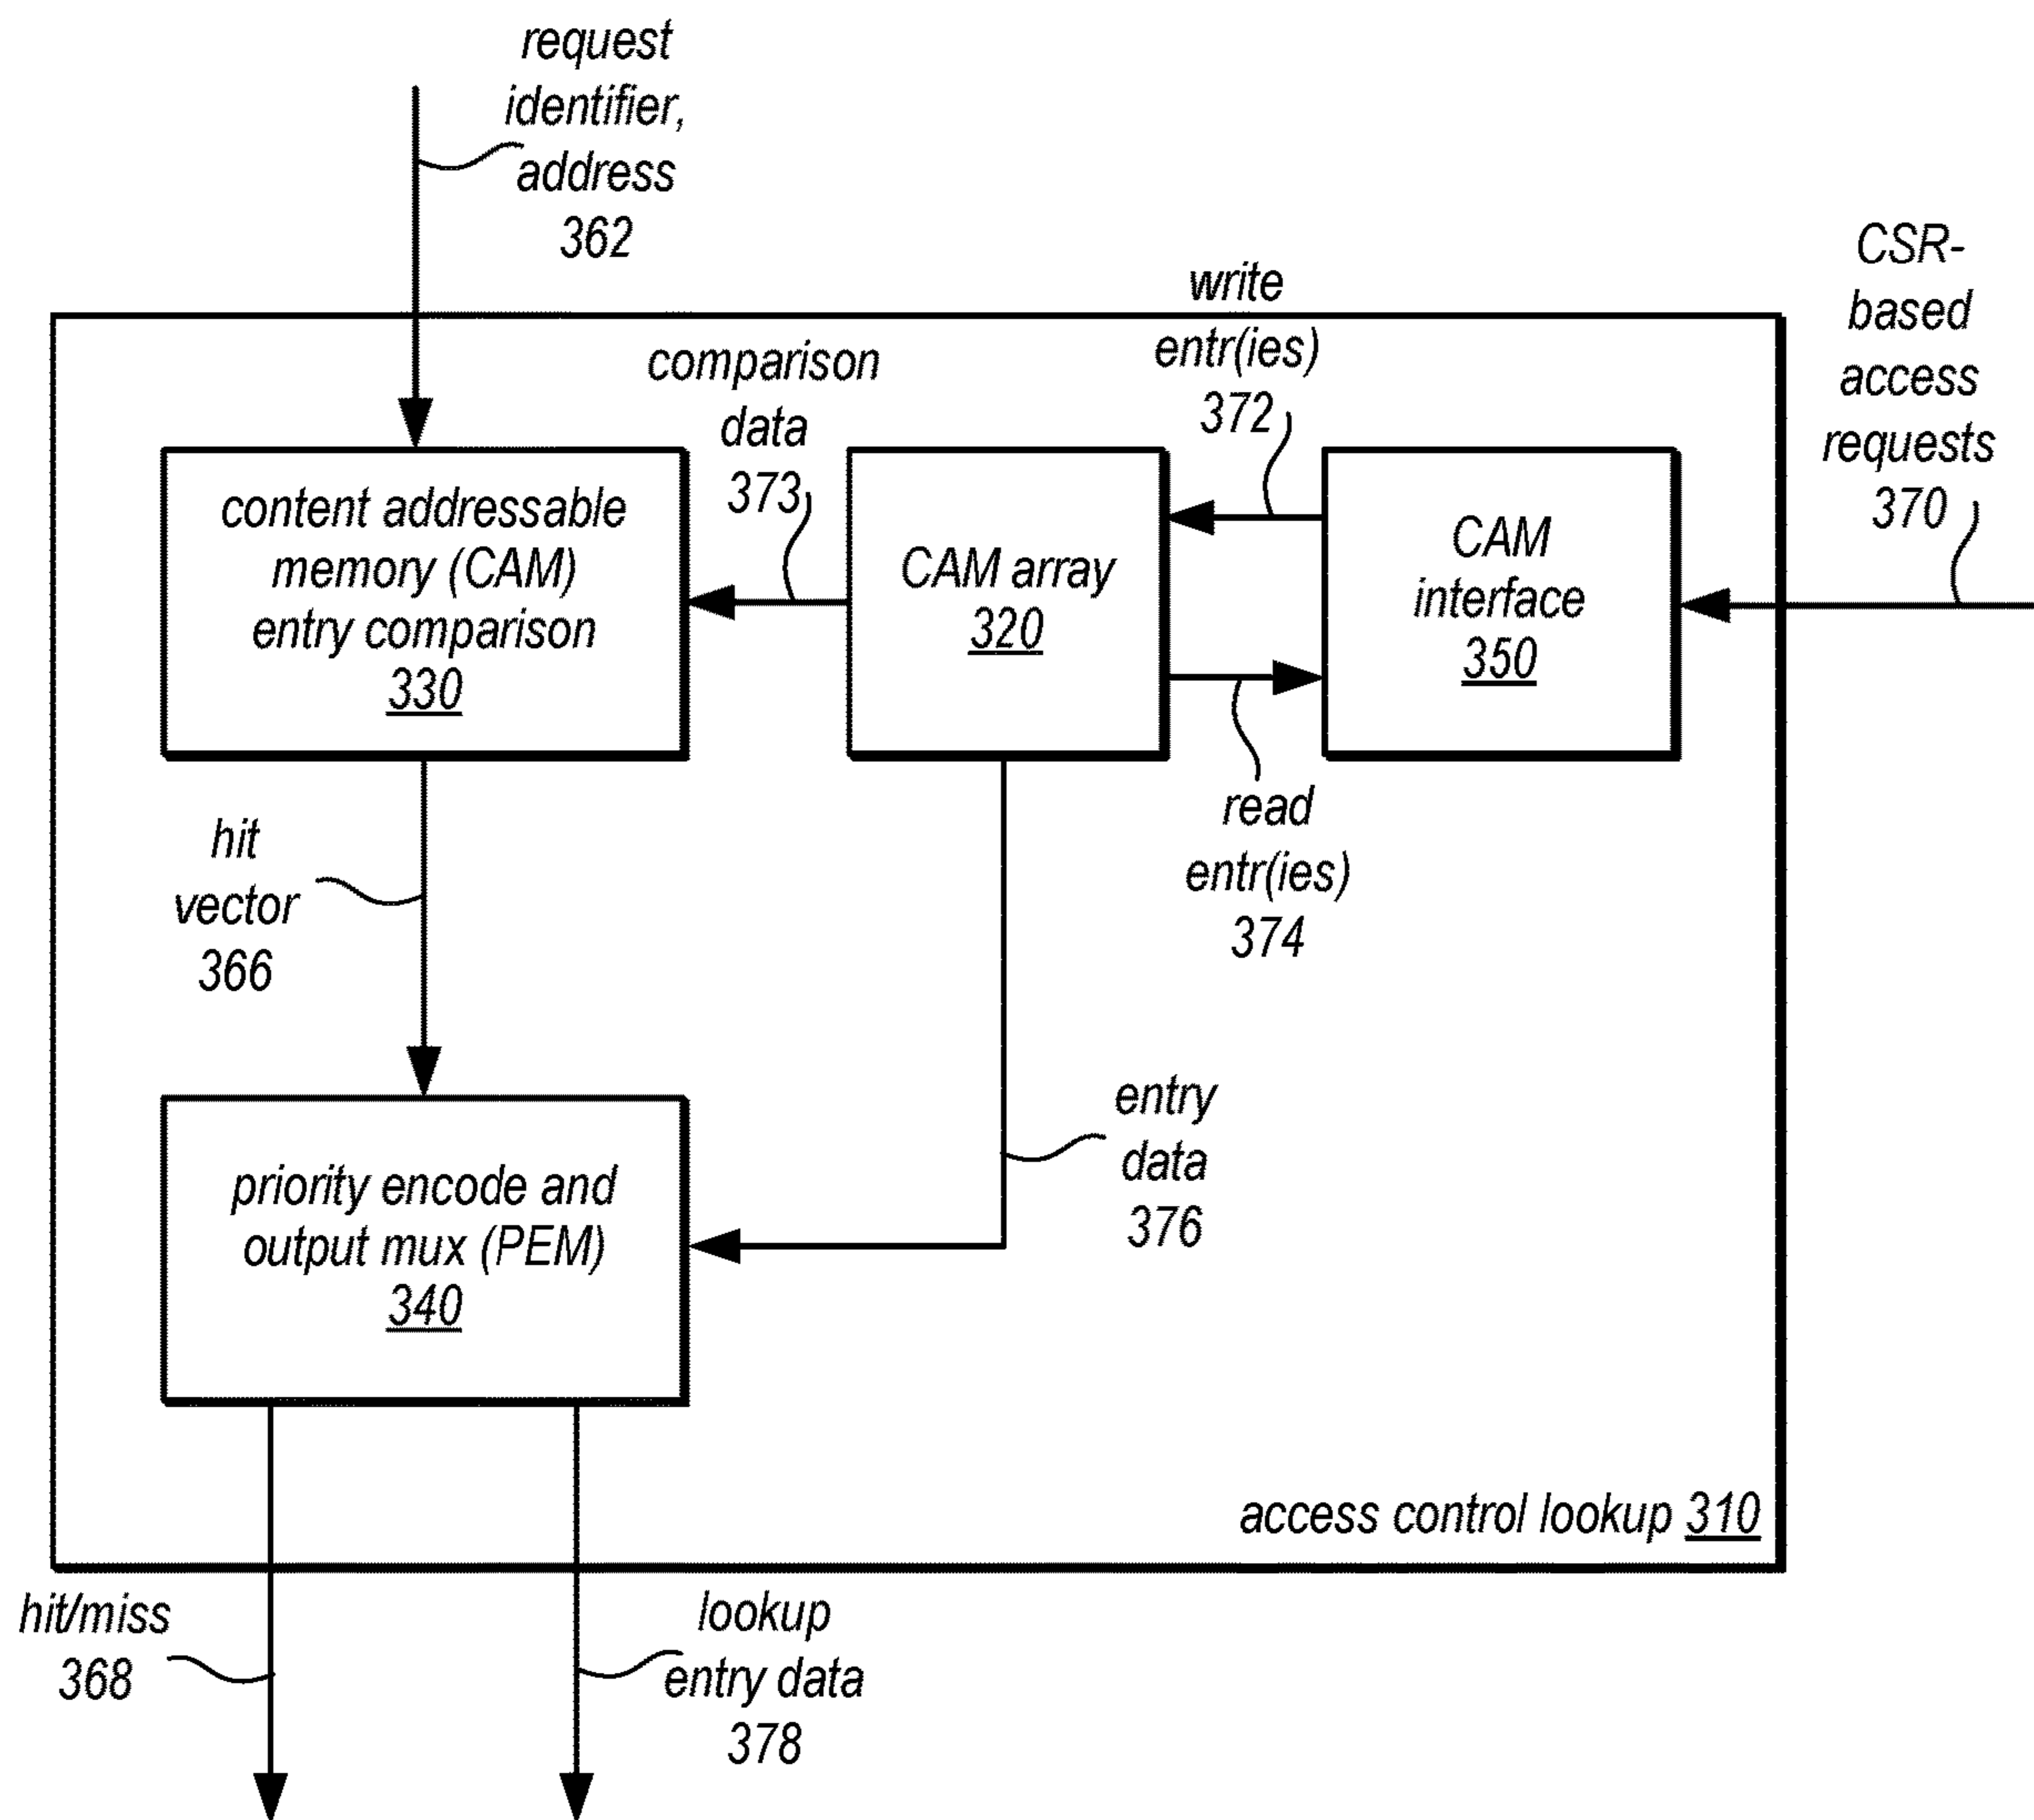 request
identifier,
address
362
CSR-
based
access
requests
370
write
entr(ies)
372
comparison
data
373
content addressable
memory (CAM)
entry comparison
330
CAM array
320
CAM
interface
350
read
entr(ies)
374
hit
vector
366
entry
data
376
priority encode and
output mux (PEM)
340
access control lookup 310
hit/miss
368
lookup
entry data
378